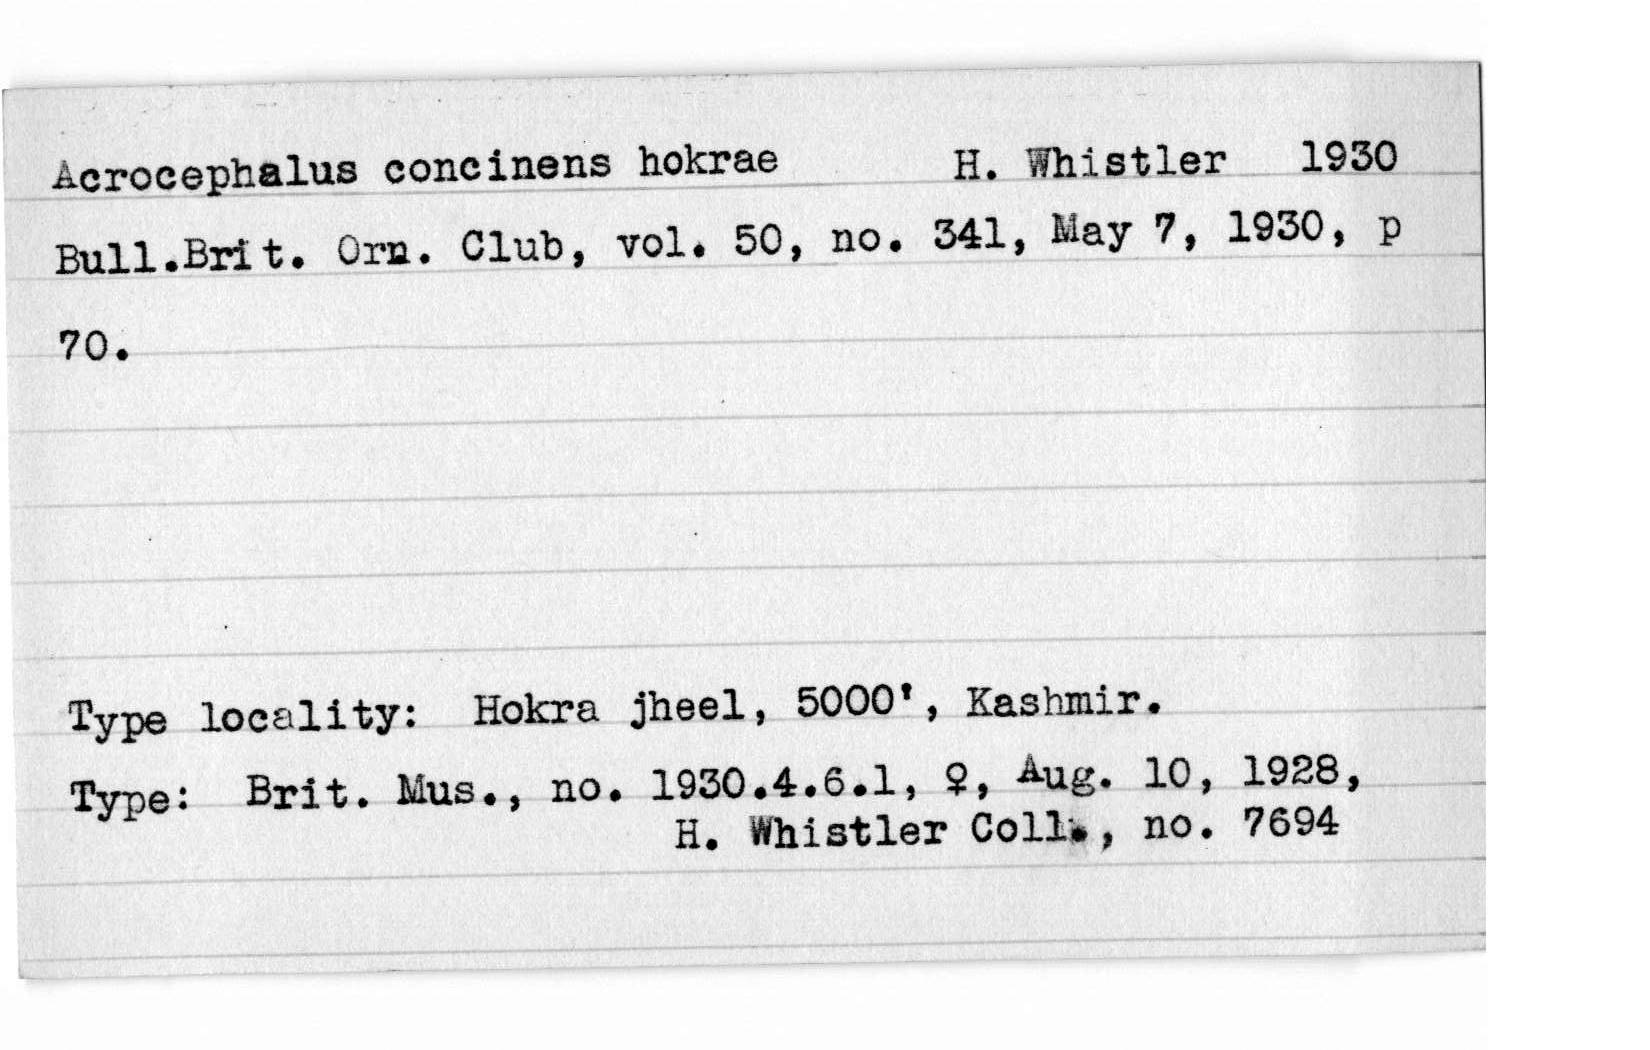 Acrocephalus concinens hokrae H. Whistler 1930
Bull.Brit. Orn. Club, vol. 50, no. 341, May 7, 1930, p
70.
Type locality: Hokra jheel, 5000', Kashmir.
Type: Brit. Mus., no. 1930.4.6.1, ♀, Aug. 10, 1928,
H. Whistler Coll., no. 7694